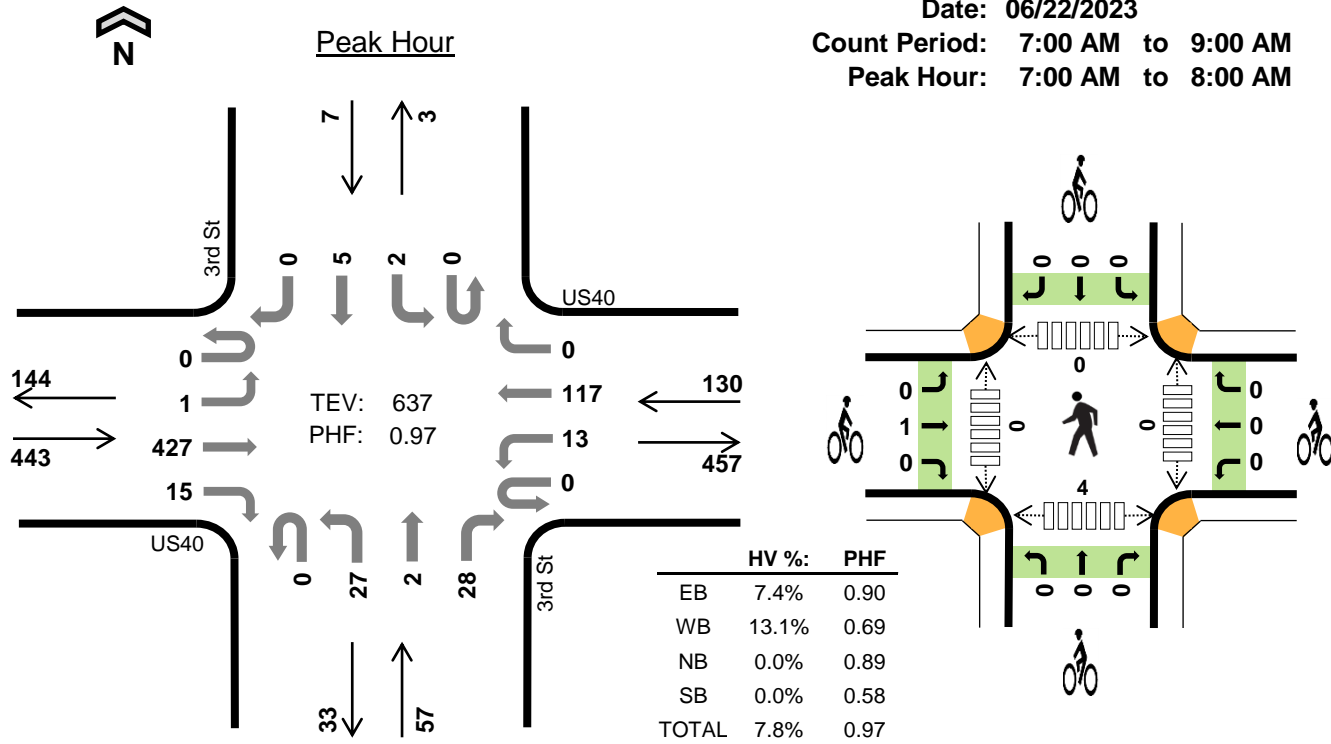 Date: 06/22/2023
Count Period: 7:00 AM to 9:00 AM
Peak Hour: 7:00 AM to 8:00 AM
N
Peak Hour
7
3
3rd St
0
5
2
0
US40
0
144
1
443
427
15
US40
TEV: 637
PHF: 0.97
0
117
13
0
130
457
0
27
2
28
3rd St
33
57
HV %: PHF
EB 7.4% 0.90
WB 13.1% 0.69
NB 0.0% 0.89
SB 0.0% 0.58
TOTAL 7.8% 0.97
0
0
0
0
0
1
0
0
0
0
0
0
4
0
0
0